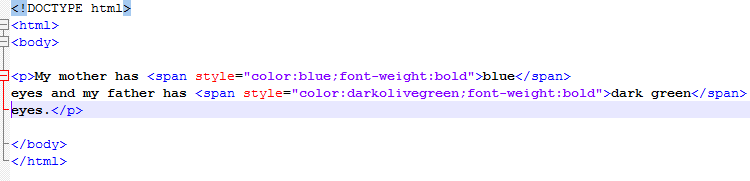 <!DOCTYPE html>
<html>
<body>
<p>My mother has <span style="color:blue;font-weight:bold">blue</span>
eyes and my father has <span style="color:darkolivegreen;font-weight:bold">dark green</span>
eyes.</p>
</body>
</html>